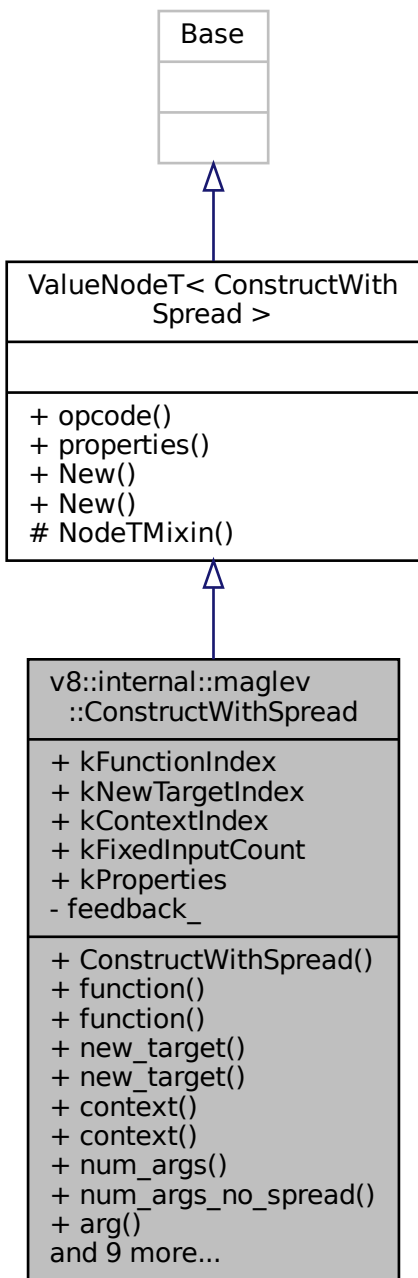 Base
ValueNodeT< ConstructWith
Spread >
+ opcode()
+ properties()
+ New()
+ New()
# NodeTMixin()
v8::internal::maglev
::ConstructWithSpread
+ kFunctionIndex
+ kNewTargetIndex
+ kContextIndex
+ kFixedInputCount
+ kProperties
- feedback_
+ ConstructWithSpread()
+ function()
+ function()
+ new_target()
+ new_target()
+ context()
+ context()
+ num_args()
+ num_args_no_spread()
+ arg()
and 9 more...